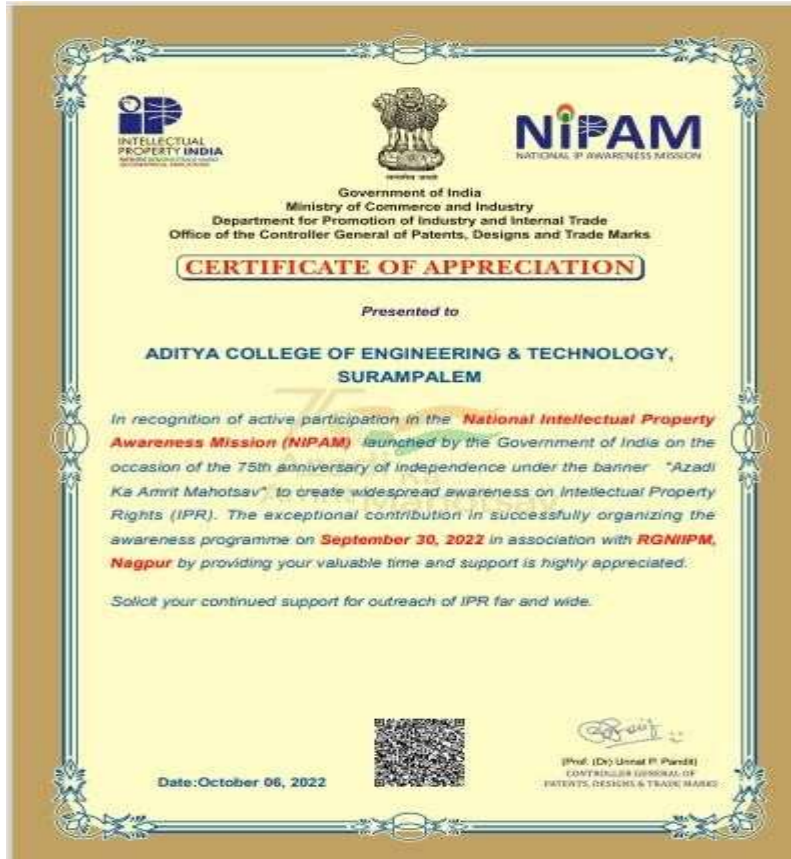 iP
INTELLECTUAL
PROPERTY INDIA
NiPAM
NATIONAL IP AWARENESS MISSION
सत्यमेव जयते
Government of India
Ministry of Commerce and Industry
Department for Promotion of Industry and Internal Trade
Office of the Controller General of Patents, Designs and Trade Marks
CERTIFICATE OF APPRECIATION
Presented to
ADITYA COLLEGE OF ENGINEERING & TECHNOLOGY,
SURAMPALEM
In recognition of active participation in the National Intellectual Property
Awareness Mission (NIPAM) launched by the Government of India on the
occasion of the 75th anniversary of independence under the banner "Azadi
Ka Amrit Mahotsav" to create widespread awareness on Intellectual Property
Rights (IPR). The exceptional contribution in successfully organizing the
awareness programme on September 30, 2022 in association with RGNIIPM,
Nagpur by providing your valuable time and support is highly appreciated.
Solicit your continued support for outreach of IPR far and wide.
Date:October 06, 2022
(Prof. (Dr) Unnat P. Pandit)
CONTROLLER GENERAL OF
PATENTS, DESIGNS & TRADE MARKS